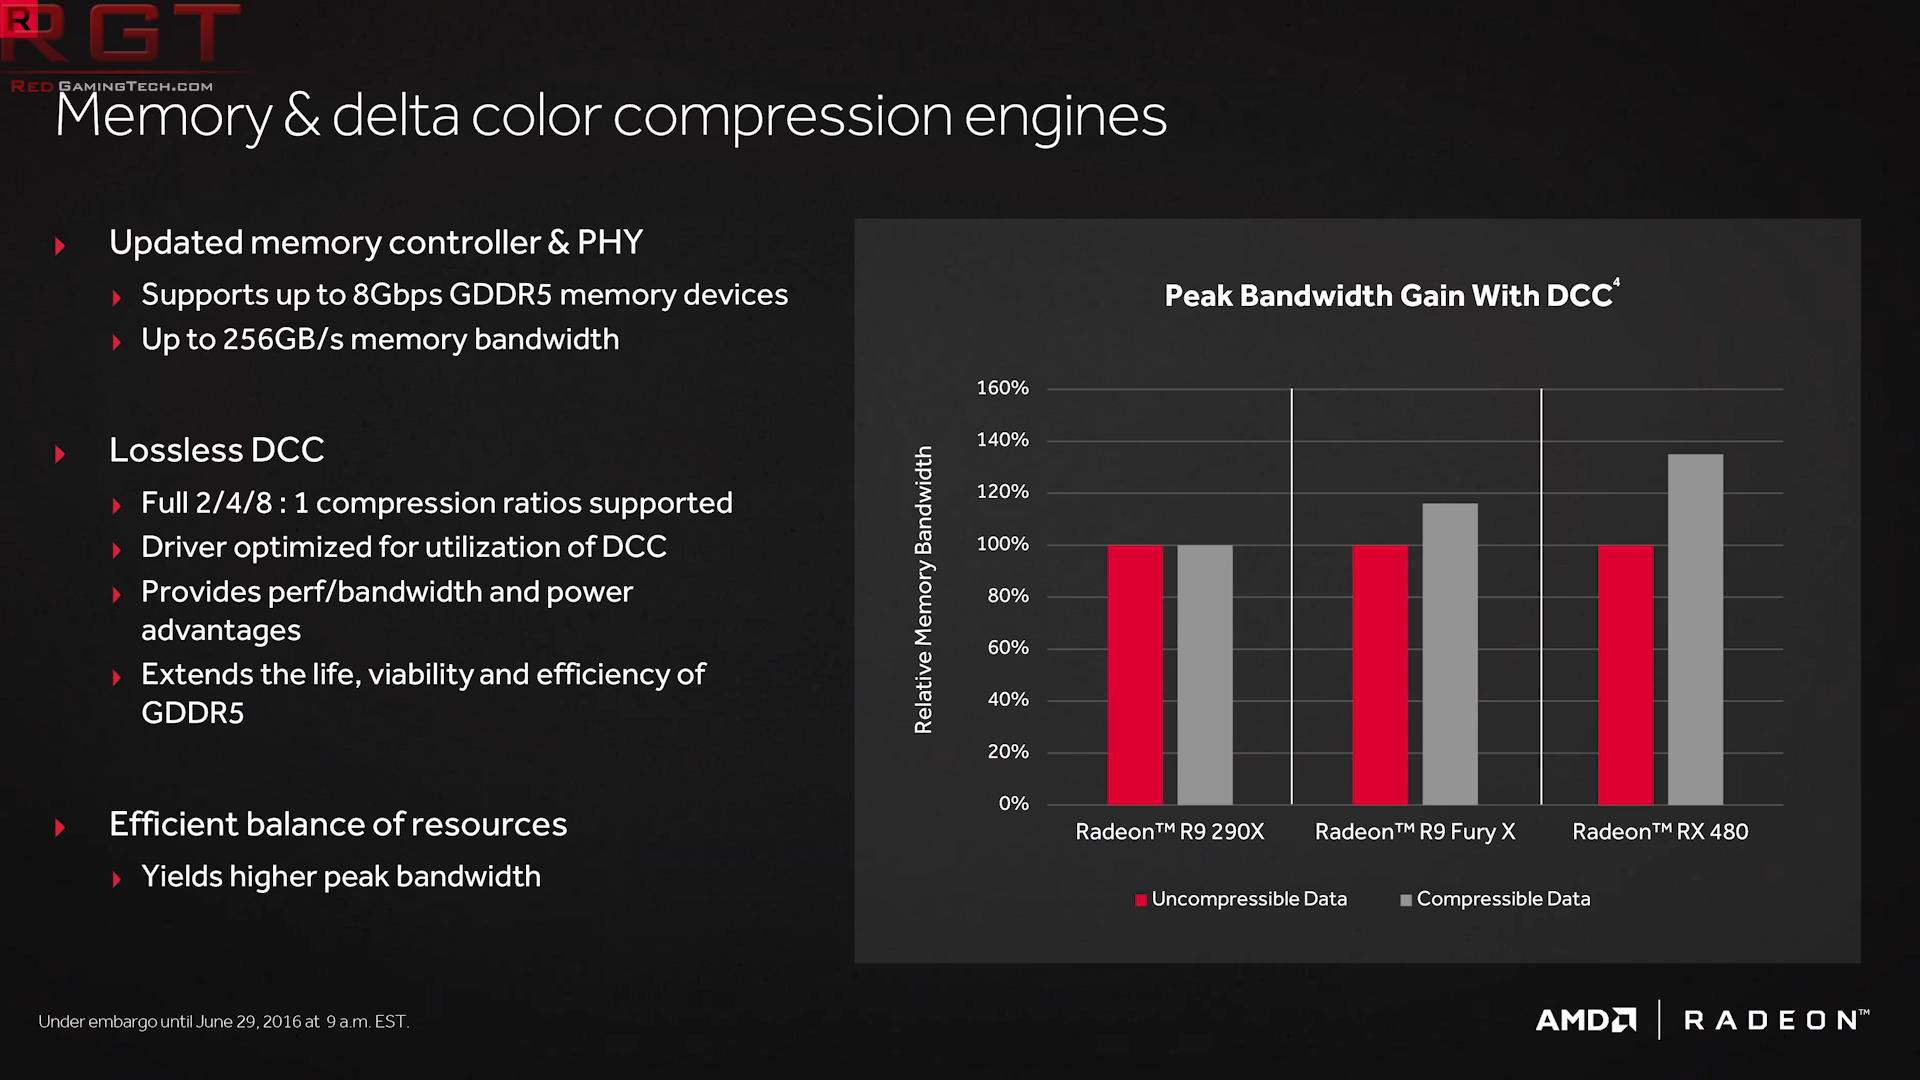 R
RGT
REDGAMINGTECH.COM
Memory & delta color compression engines
Updated memory controller & PHY
Supports up to 8Gbps GDDR5 memory devices
Up to 256GB/s memory bandwidth
Lossless DCC
Full 2/4/8 : 1 compression ratios supported
Driver optimized for utilization of DCC
Provides perf/bandwidth and power
advantages
Extends the life, viability and efficiency of
GDDR5
Efficient balance of resources
Yields higher peak bandwidth
Peak Bandwidth Gain With DCC⁴
Relative Memory Bandwidth
160%
140%
120%
100%
80%
60%
40%
20%
0%
Radeon™ R9 290X Radeon™ R9 Fury X Radeon™ RX 480
Uncompressible Data Compressible Data
Under embargo until June 29, 2016 at 9 a.m. EST.
AMD RADEON™